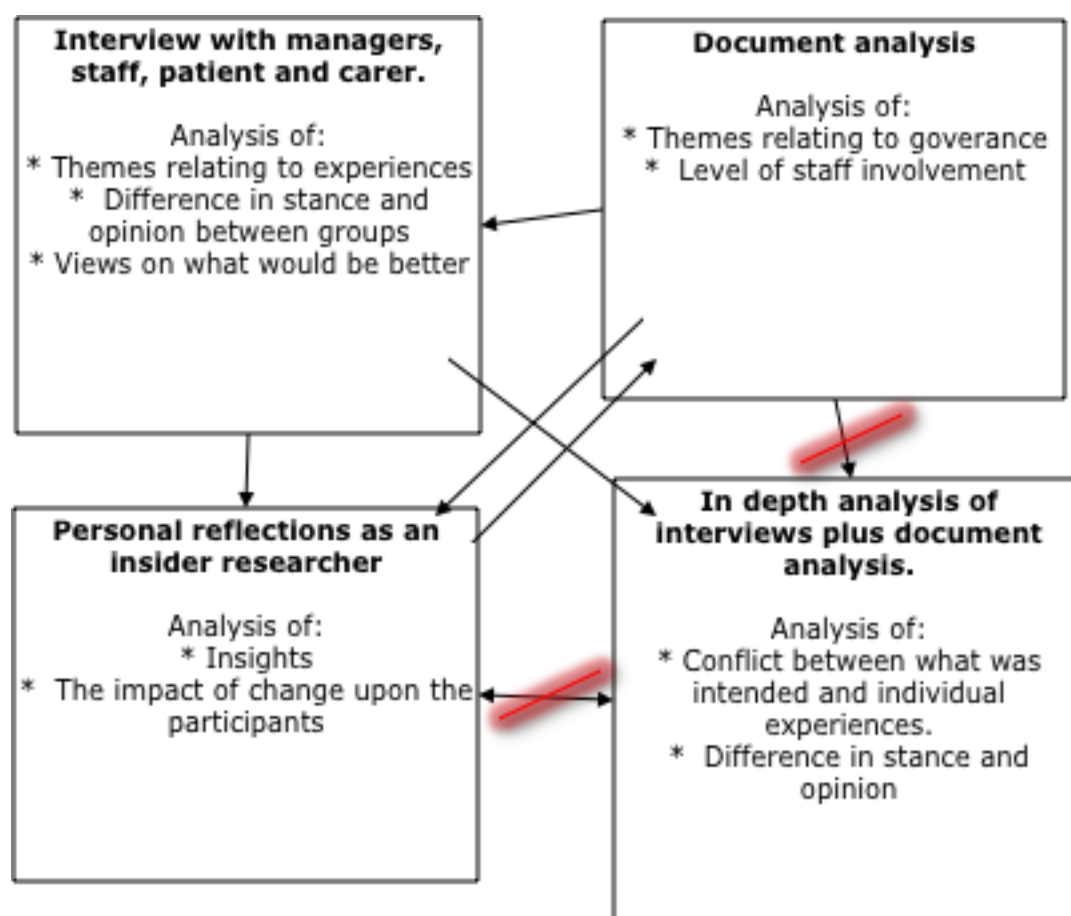 Interview with managers,
staff, patient and carer.
Analysis of:
* Themes relating to experiences
* Difference in stance and
opinion between groups
* Views on what would be better
Document analysis
Analysis of:
* Themes relating to goverance
* Level of staff involvement
Personal reflections as an
insider researcher
Analysis of:
* Insights
* The impact of change upon the
participants
In depth analysis of
interviews plus document
analysis.
Analysis of:
* Conflict between what was
intended and individual
experiences.
* Difference in stance and
opinion